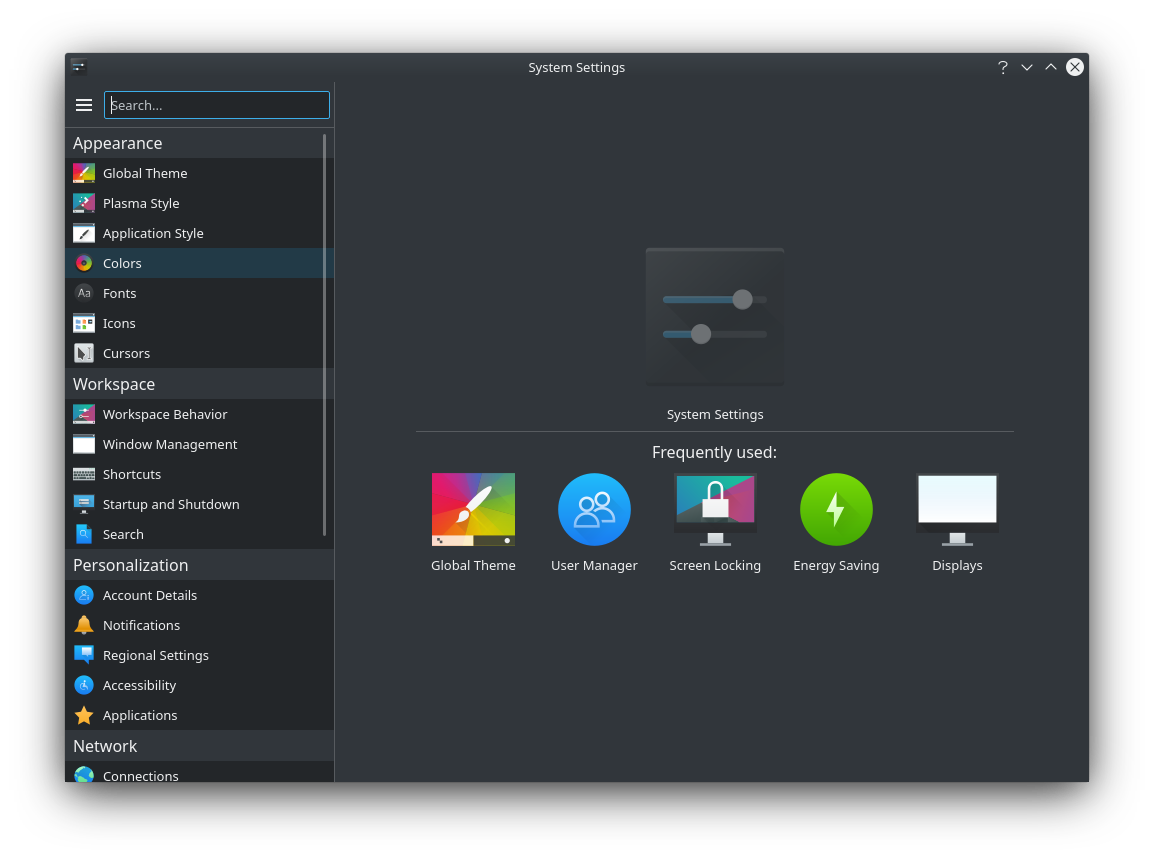 System Settings
Search...
Appearance
Global Theme
Plasma Style
Application Style
Colors
Aa
Fonts
Icons
Cursors
Workspace
Workspace Behavior
Window Management
Shortcuts
Startup and Shutdown
Search
Personalization
Account Details
Notifications
Regional Settings
Accessibility
Applications
Network
Connections
System Settings
Frequently used:
Global Theme User Manager Screen Locking Energy Saving Displays